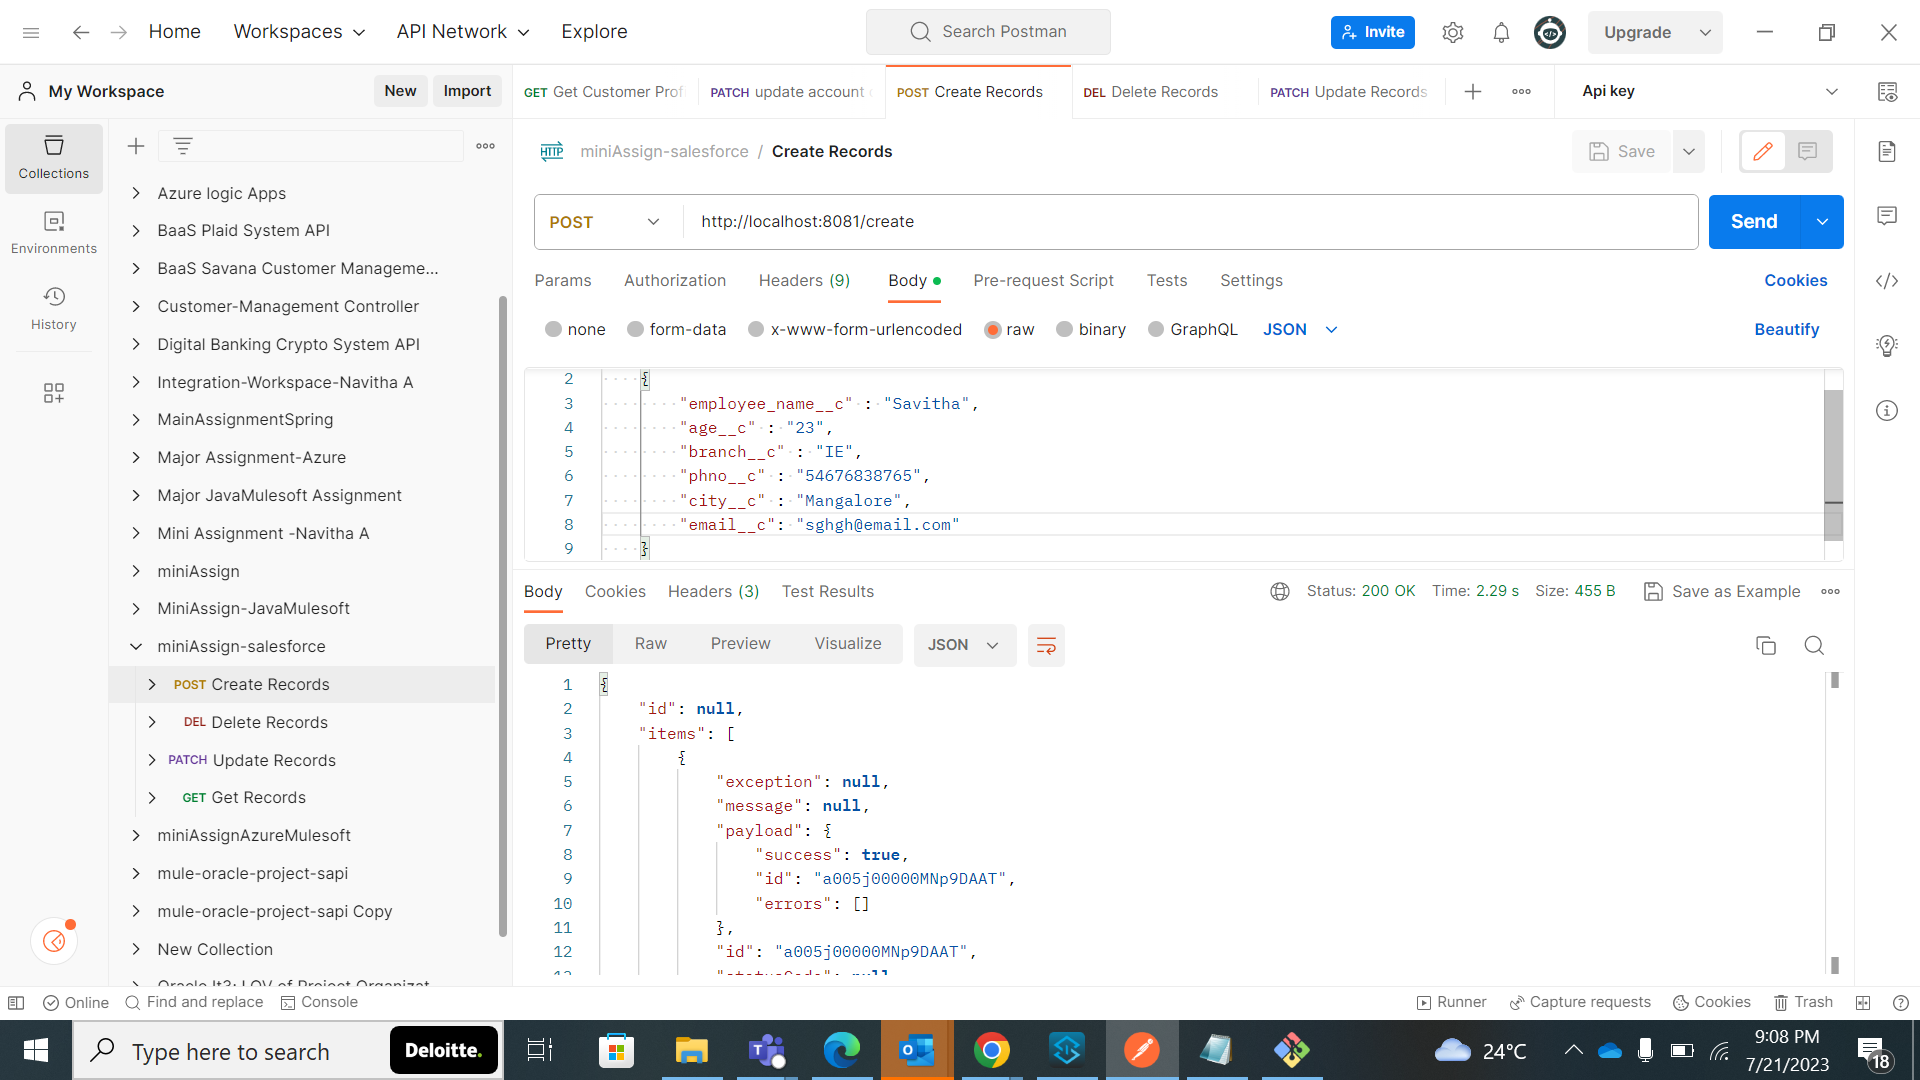 Home
Workspaces
API Network
Explore
Search Postman
Invite
Upgrade
My Workspace
New
Import
GET Get Customer Prof
PATCH update account
POST Create Records
DEL Delete Records
PATCH Update Records
Api key
Collections
Environments
History
Azure logic Apps
BaaS Plaid System API
BaaS Savana Customer Manageme...
Customer-Management Controller
Digital Banking Crypto System API
Integration-Workspace-Navitha A
MainAssignmentSpring
Major Assignment-Azure
Major JavaMulesoft Assignment
Mini Assignment -Navitha A
miniAssign
MiniAssign-JavaMulesoft
miniAssign-salesforce
POST Create Records
DEL Delete Records
PATCH Update Records
GET Get Records
miniAssignAzureMulesoft
mule-oracle-project-sapi
mule-oracle-project-sapi Copy
New Collection
Oracle It3: LOV of Project Organizat
HTTP miniAssign-salesforce / Create Records
Save
POST
http://localhost:8081/create
Send
Params
Authorization
Headers (9)
Body
Pre-request Script
Tests
Settings
Cookies
none
form-data
x-www-form-urlencoded
raw
binary
GraphQL
JSON
Beautify
2 {
3 "employee_name__c" : "Savitha",
4 "age__c" : "23",
5 "branch__c" : "IE",
6 "phno__c" : "54676838765",
7 "city__c" : "Mangalore",
8 "email__c": "sghgh@email.com"
9 }
Body
Cookies
Headers (3)
Test Results
Status: 200 OK
Time: 2.29 s
Size: 455 B
Save as Example
Pretty
Raw
Preview
Visualize
JSON
1 {
2 "id": null,
3 "items": [
4 {
5 "exception": null,
6 "message": null,
7 "payload": {
8 "success": true,
9 "id": "a005j00000MNp9DAAT",
10 "errors": []
11 },
12 "id": "a005j00000MNp9DAAT",
13 "statusCode": null
Online
Find and replace
Console
Runner
Capture requests
Cookies
Trash
Type here to search
Deloitte.
24°C
9:08 PM
7/21/2023
18